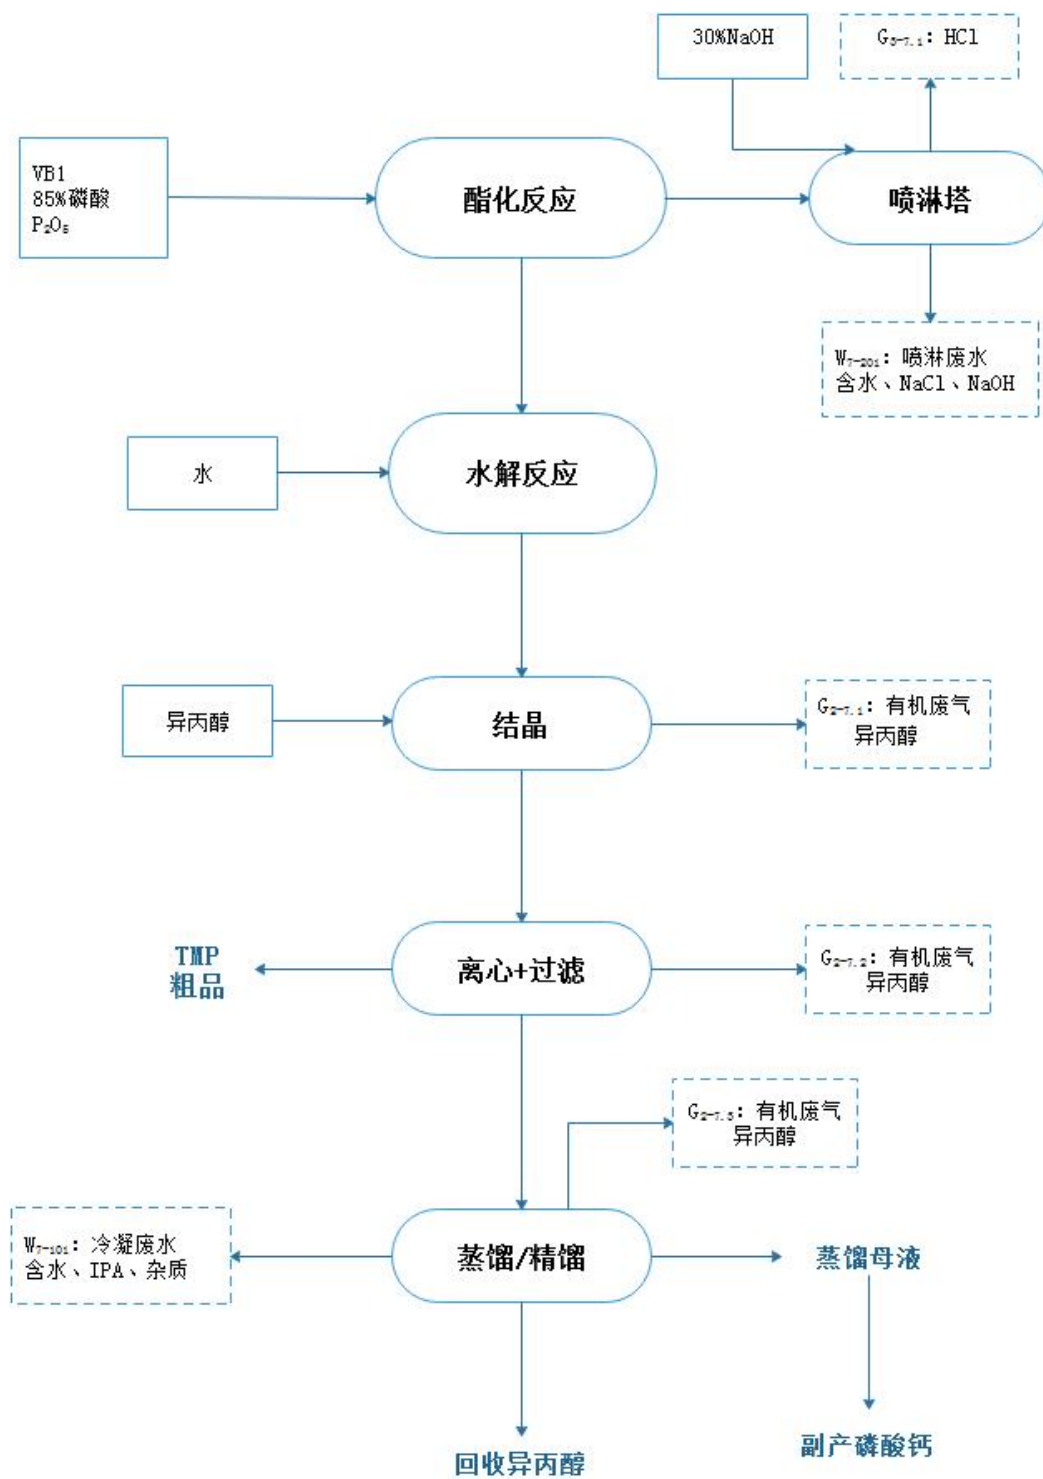 30%NaOH
G₃₋₇.₁: HCl
VB1
85%磷酸
P₂O₅
酯化反应
喷淋塔
W₇₋₂₀₁: 喷淋废水
含水、NaCl、NaOH
水
水解反应
异丙醇
结晶
G₂₋₇.₁: 有机废气
异丙醇
TMP
粗品
离心+过滤
G₂₋₇.₂: 有机废气
异丙醇
G₂₋₇.₃: 有机废气
异丙醇
W₇₋₁₀₁: 冷凝废水
含水、IPA、杂质
蒸馏/精馏
蒸馏母液
回收异丙醇
副产磷酸钙